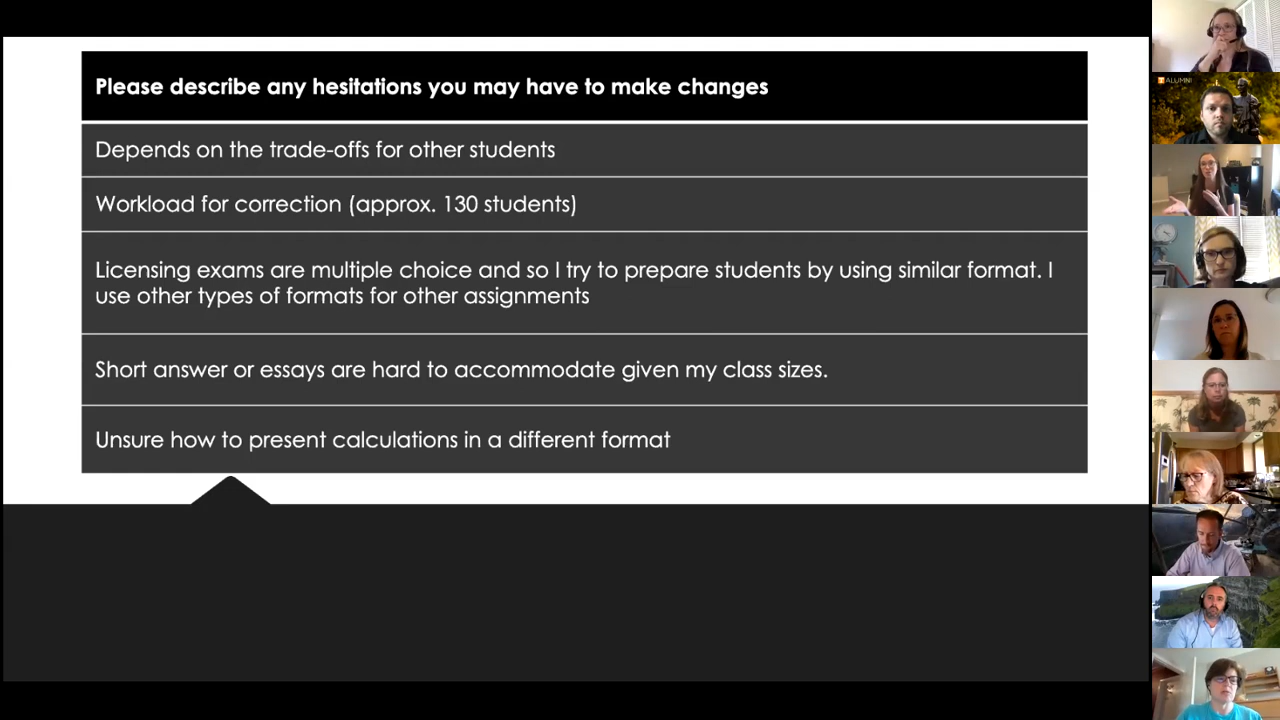 Please describe any hesitations you may have to make changes
Depends on the trade-offs for other students
Workload for correction (approx. 130 students)
Licensing exams are multiple choice and so I try to prepare students by using similar format. I
use other types of formats for other assignments
Short answer or essays are hard to accommodate given my class sizes.
Unsure how to present calculations in a different format
ALUMNI